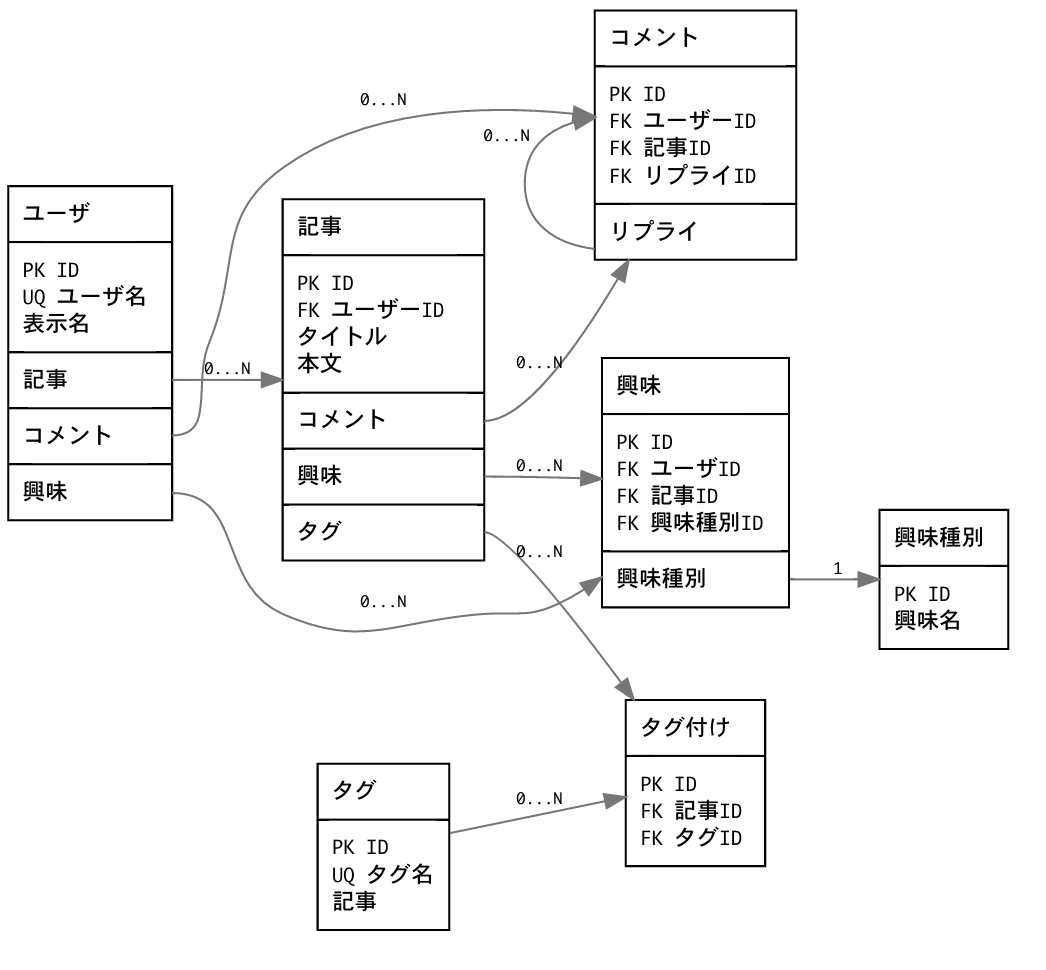 ユーザ
PK ID
UQ ユーザ名
表示名
記事
コメント
興味
0...N
0...N
0...N
記事
PK ID
FK ユーザーID
タイトル
本文
コメント
興味
タグ
0...N
0...N
0...N
0...N
コメント
PK ID
FK ユーザーID
FK 記事ID
FK リプライID
リプライ
興味
PK ID
FK ユーザID
FK 記事ID
FK 興味種別ID
興味種別
1
興味種別
PK ID
興味名
タグ
PK ID
UQ タグ名
記事
0...N
タグ付け
PK ID
FK 記事ID
FK タグID